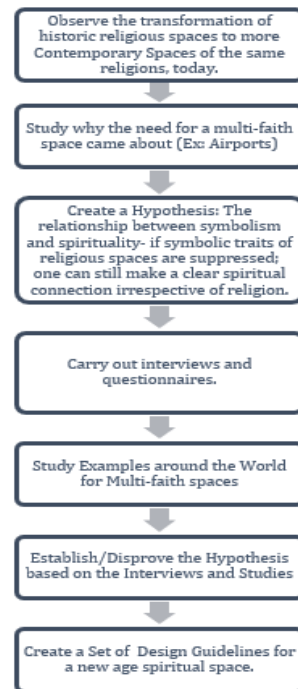 Observe the transformation of
historic religious spaces to more
Contemporary Spaces of the same
religions, today.
Study why the need for a multi-faith
space came about (Ex: Airports)
Create a Hypothesis: The
relationship between symbolism
and spirituality- if symbolic traits of
religious spaces are suppressed;
one can still make a clear spiritual
connection irrespective of religion.
Carry out interviews and
questionnaires.
Study Examples around the World
for Multi-faith spaces
Establish/Disprove the Hypothesis
based on the Interviews and Studies
Create a Set of Design Guidelines for
a new age spiritual space.